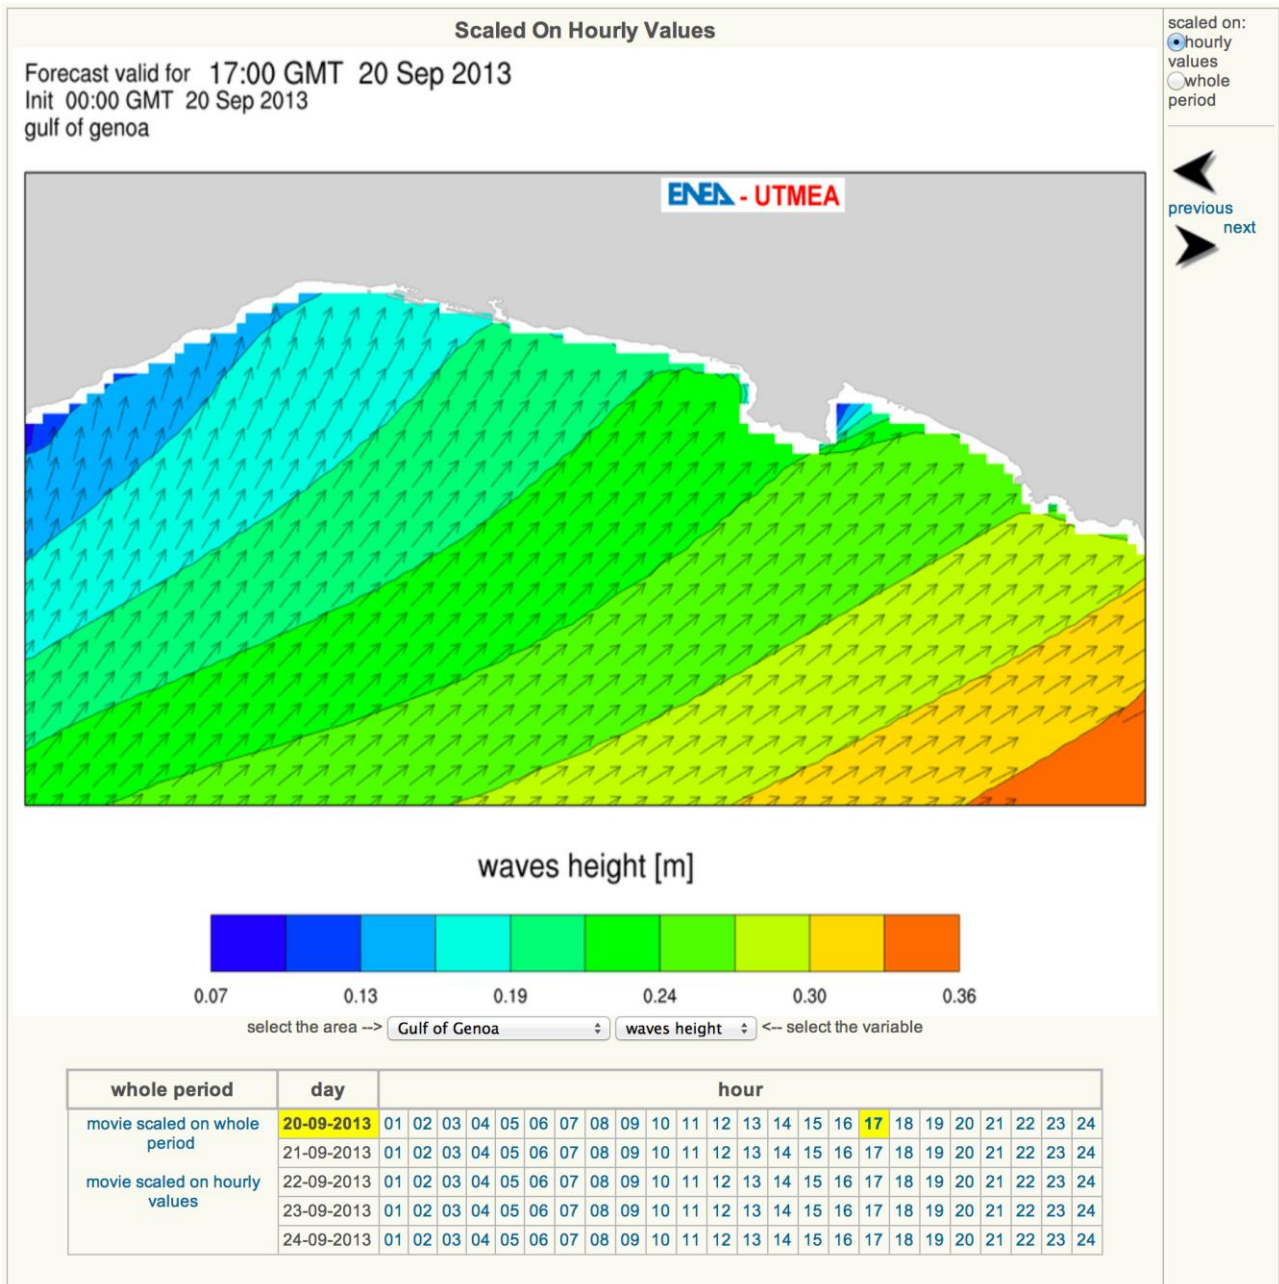 Scaled On Hourly Values
scaled on:
hourly
values
whole
period
Forecast valid for 17:00 GMT 20 Sep 2013
Init 00:00 GMT 20 Sep 2013
gulf of genoa
ENEA - UTMEA
previous
next
waves height [m]
0.07 0.13 0.19 0.24 0.30 0.36
select the area --> Gulf of Genoa waves height <-- select the variable
whole period day hour
movie scaled on whole
period
movie scaled on hourly
values
20-09-2013 01 02 03 04 05 06 07 08 09 10 11 12 13 14 15 16 17 18 19 20 21 22 23 24
21-09-2013 01 02 03 04 05 06 07 08 09 10 11 12 13 14 15 16 17 18 19 20 21 22 23 24
22-09-2013 01 02 03 04 05 06 07 08 09 10 11 12 13 14 15 16 17 18 19 20 21 22 23 24
23-09-2013 01 02 03 04 05 06 07 08 09 10 11 12 13 14 15 16 17 18 19 20 21 22 23 24
24-09-2013 01 02 03 04 05 06 07 08 09 10 11 12 13 14 15 16 17 18 19 20 21 22 23 24